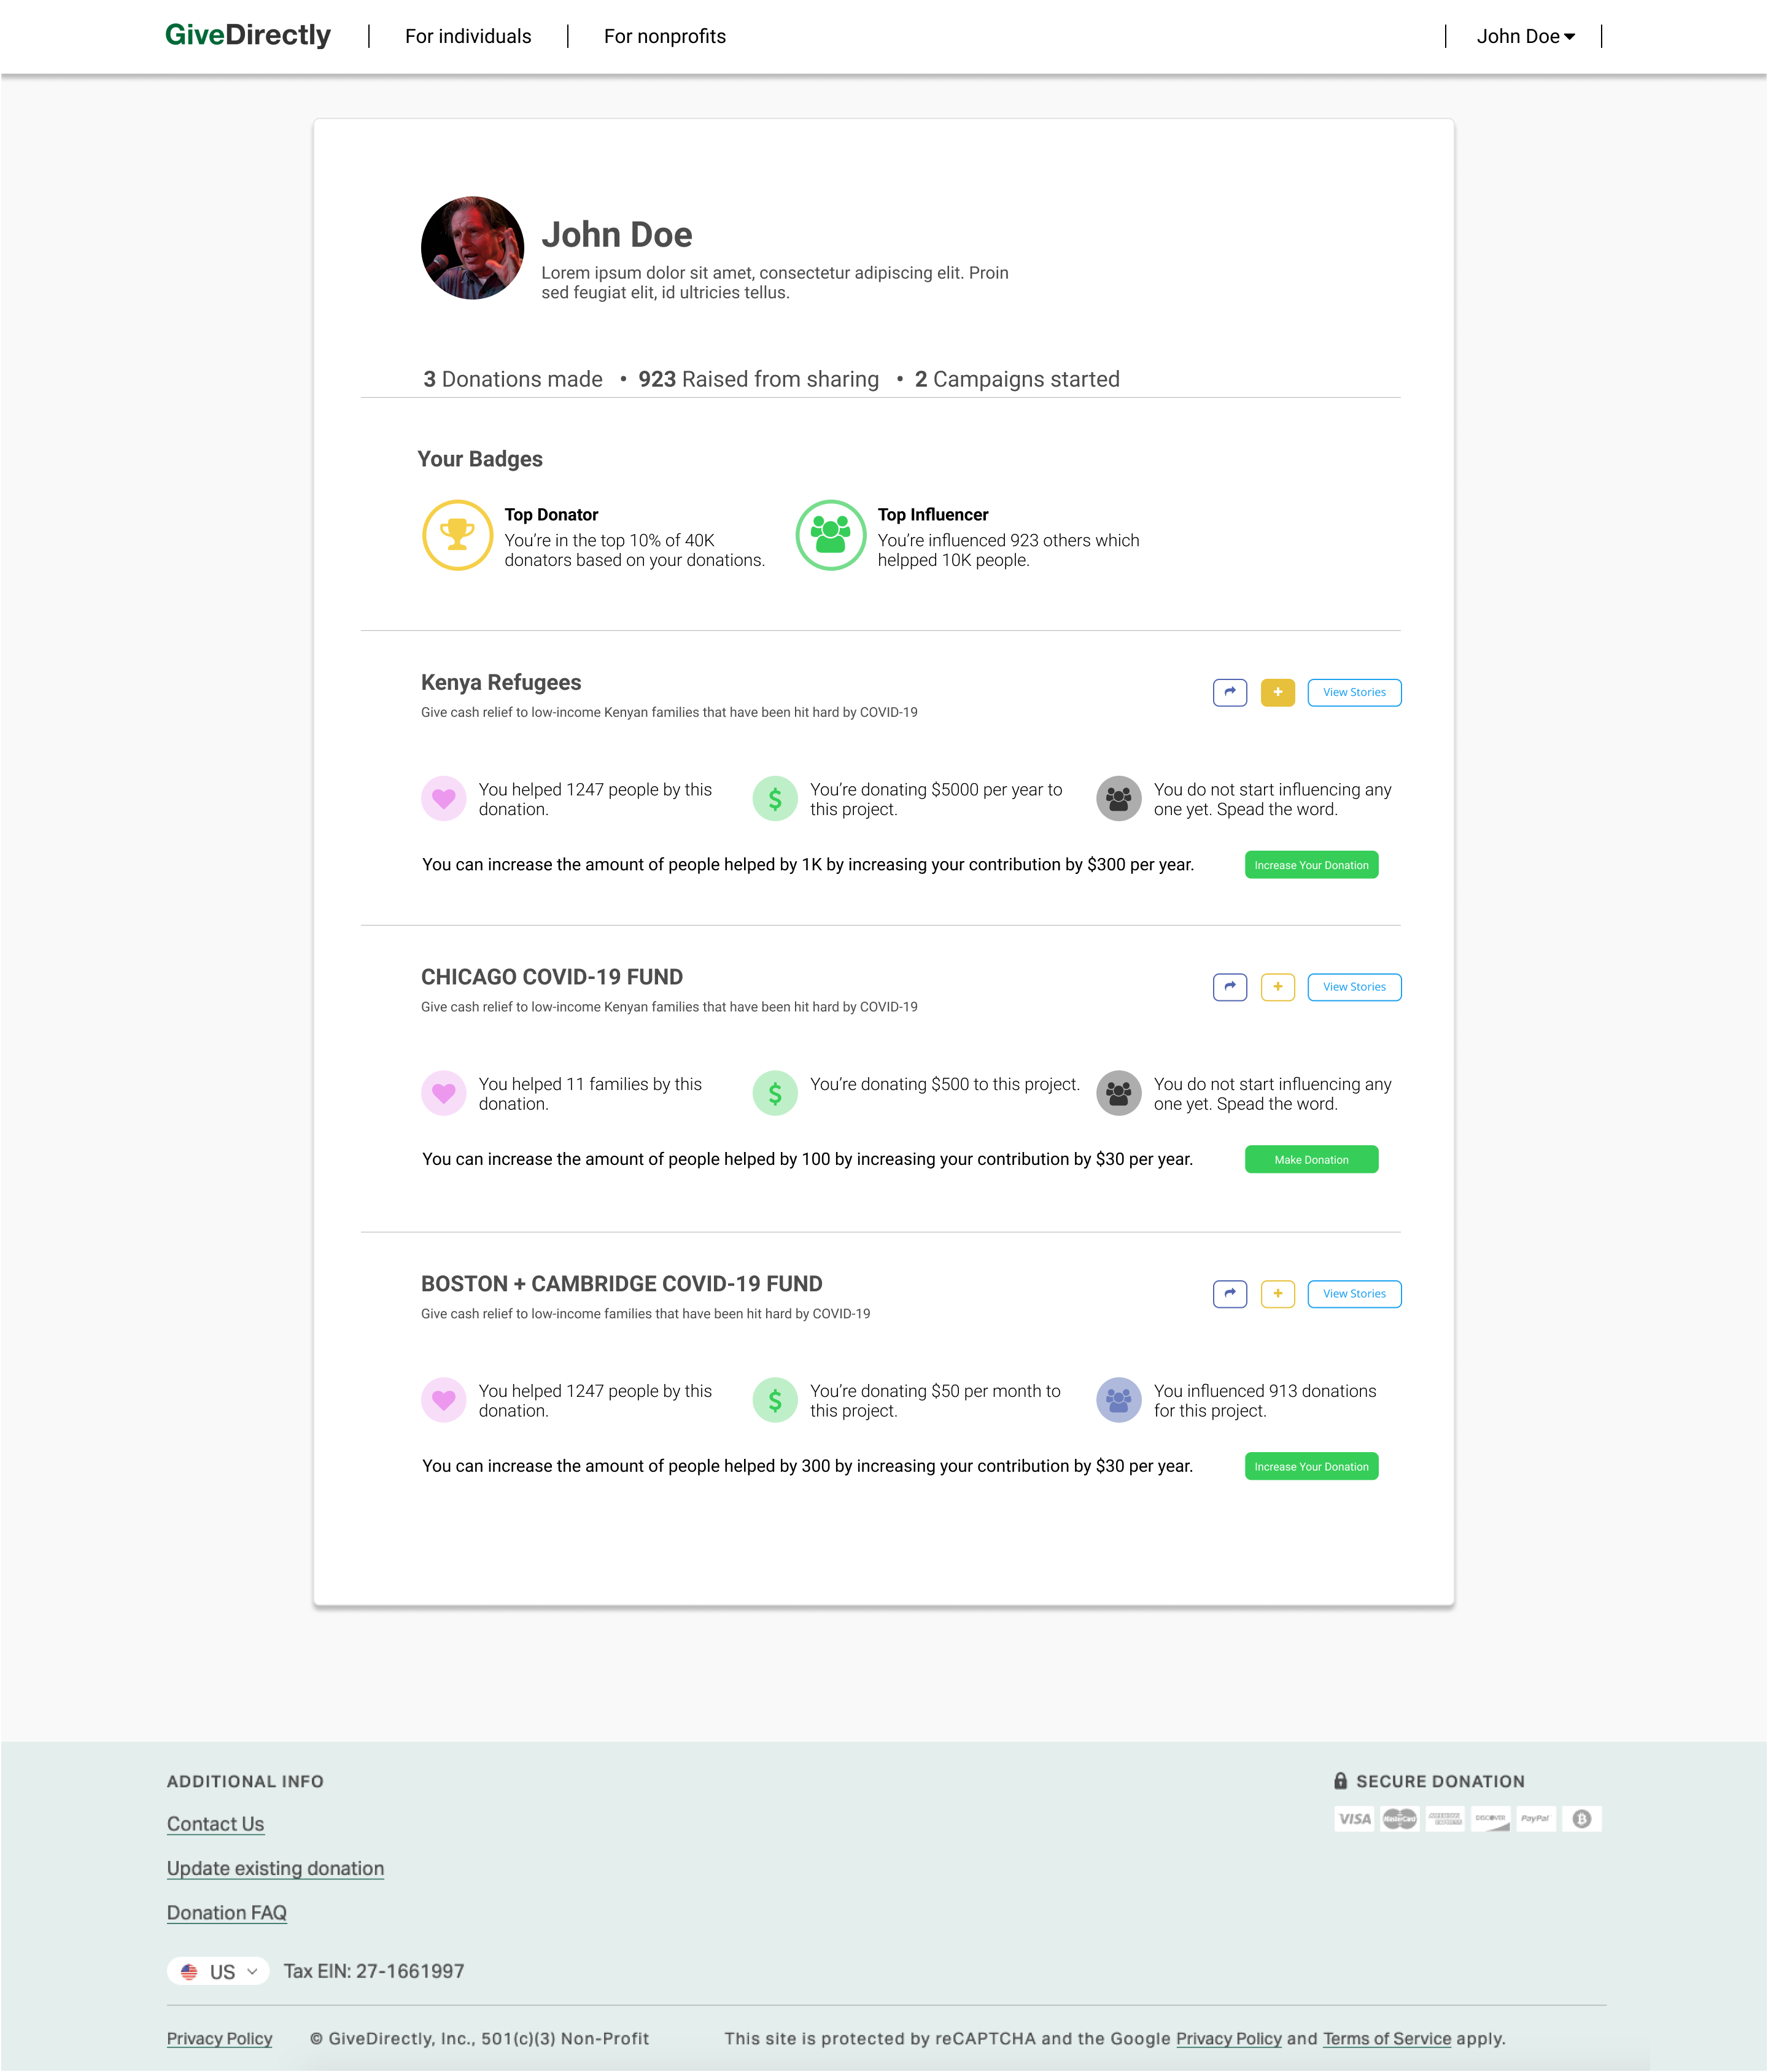 GiveDirectly | For individuals | For nonprofits | John Doe |
John Doe
Lorem ipsum dolor sit amet, consectetur adipiscing elit. Proin
sed feugiat elit, id ultricies tellus.
3 Donations made • 923 Raised from sharing • 2 Campaigns started
Your Badges
Top Donator
You're in the top 10% of 40K
donators based on your donations.
Top Influencer
You're influenced 923 others which
helpped 10K people.
Kenya Refugees
Give cash relief to low-income Kenyan families that have been hit hard by COVID-19
+
View Stories
You helped 1247 people by this
donation.
$
You're donating $5000 per year to
this project.
You do not start influencing any
one yet. Spead the word.
You can increase the amount of people helped by 1K by increasing your contribution by $300 per year.
Increase Your Donation
CHICAGO COVID-19 FUND
Give cash relief to low-income Kenyan families that have been hit hard by COVID-19
+
View Stories
You helped 11 families by this
donation.
$
You're donating $500 to this project.
You do not start influencing any
one yet. Spead the word.
You can increase the amount of people helped by 100 by increasing your contribution by $30 per year.
Make Donation
BOSTON + CAMBRIDGE COVID-19 FUND
Give cash relief to low-income families that have been hit hard by COVID-19
+
View Stories
You helped 1247 people by this
donation.
$
You're donating $50 per month to
this project.
You influenced 913 donations
for this project.
You can increase the amount of people helped by 300 by increasing your contribution by $30 per year.
Increase Your Donation
ADDITIONAL INFO
Contact Us
Update existing donation
Donation FAQ
US
Tax EIN: 27-1661997
SECURE DONATION
VISA
MasterCard
AMERICAN
EXPRESS
DISCOVER
PayPal
Privacy Policy
© GiveDirectly, Inc., 501(c)(3) Non-Profit
This site is protected by reCAPTCHA and the Google Privacy Policy and Terms of Service apply.